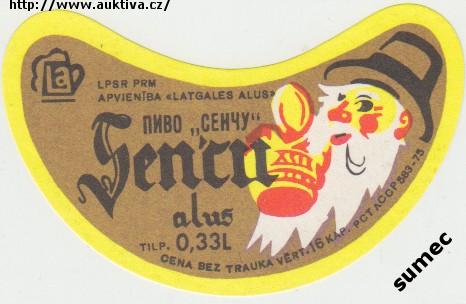 http://www.auktiva.cz/
La
LPSR PRM
APVIENĪBA «LATGALES ALUS»
ПИВО „СЕНЧУ"
Senču
alus
TILP. 0,33L
CENA BEZ TRAUKA VĒRT. 16 KAP. РСТ ЛССР 583-75
sumec